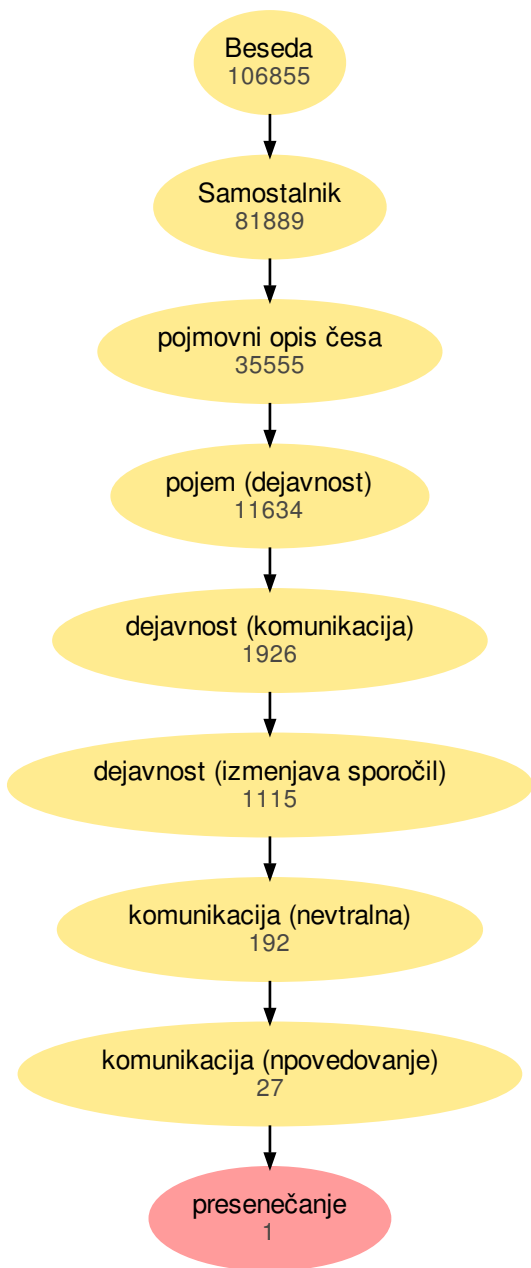 Beseda
106855
Samostalnik
81889
pojmovni opis česa
35555
pojem (dejavnost)
11634
dejavnost (komunikacija)
1926
dejavnost (izmenjava sporočil)
1115
komunikacija (nevtralna)
192
komunikacija (npovedovanje)
27
presenečanje
1